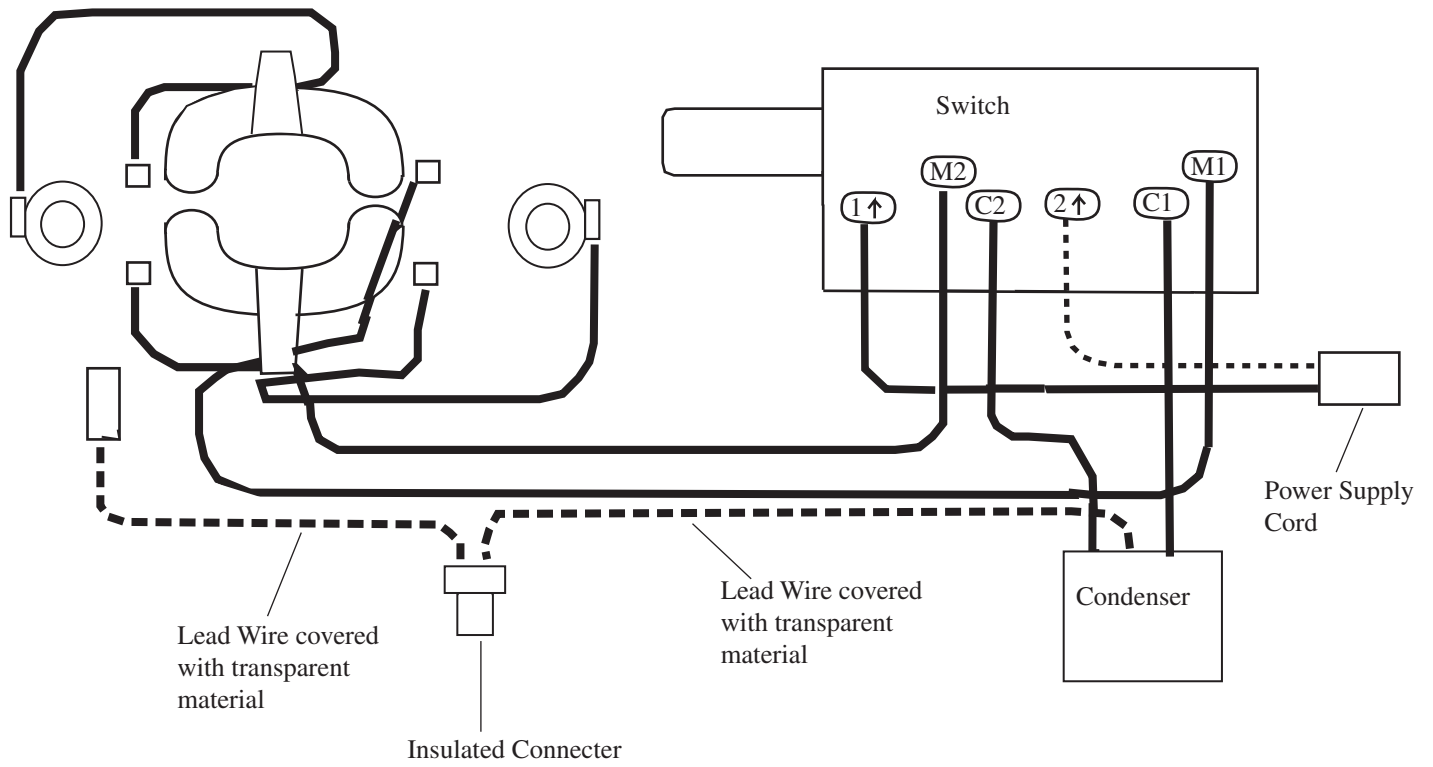 Switch
M2
M1
1↑
C2
2↑
C1
Power Supply
Cord
Lead Wire covered
with transparent
material
Condenser
Lead Wire covered
with transparent
material
Insulated Connecter